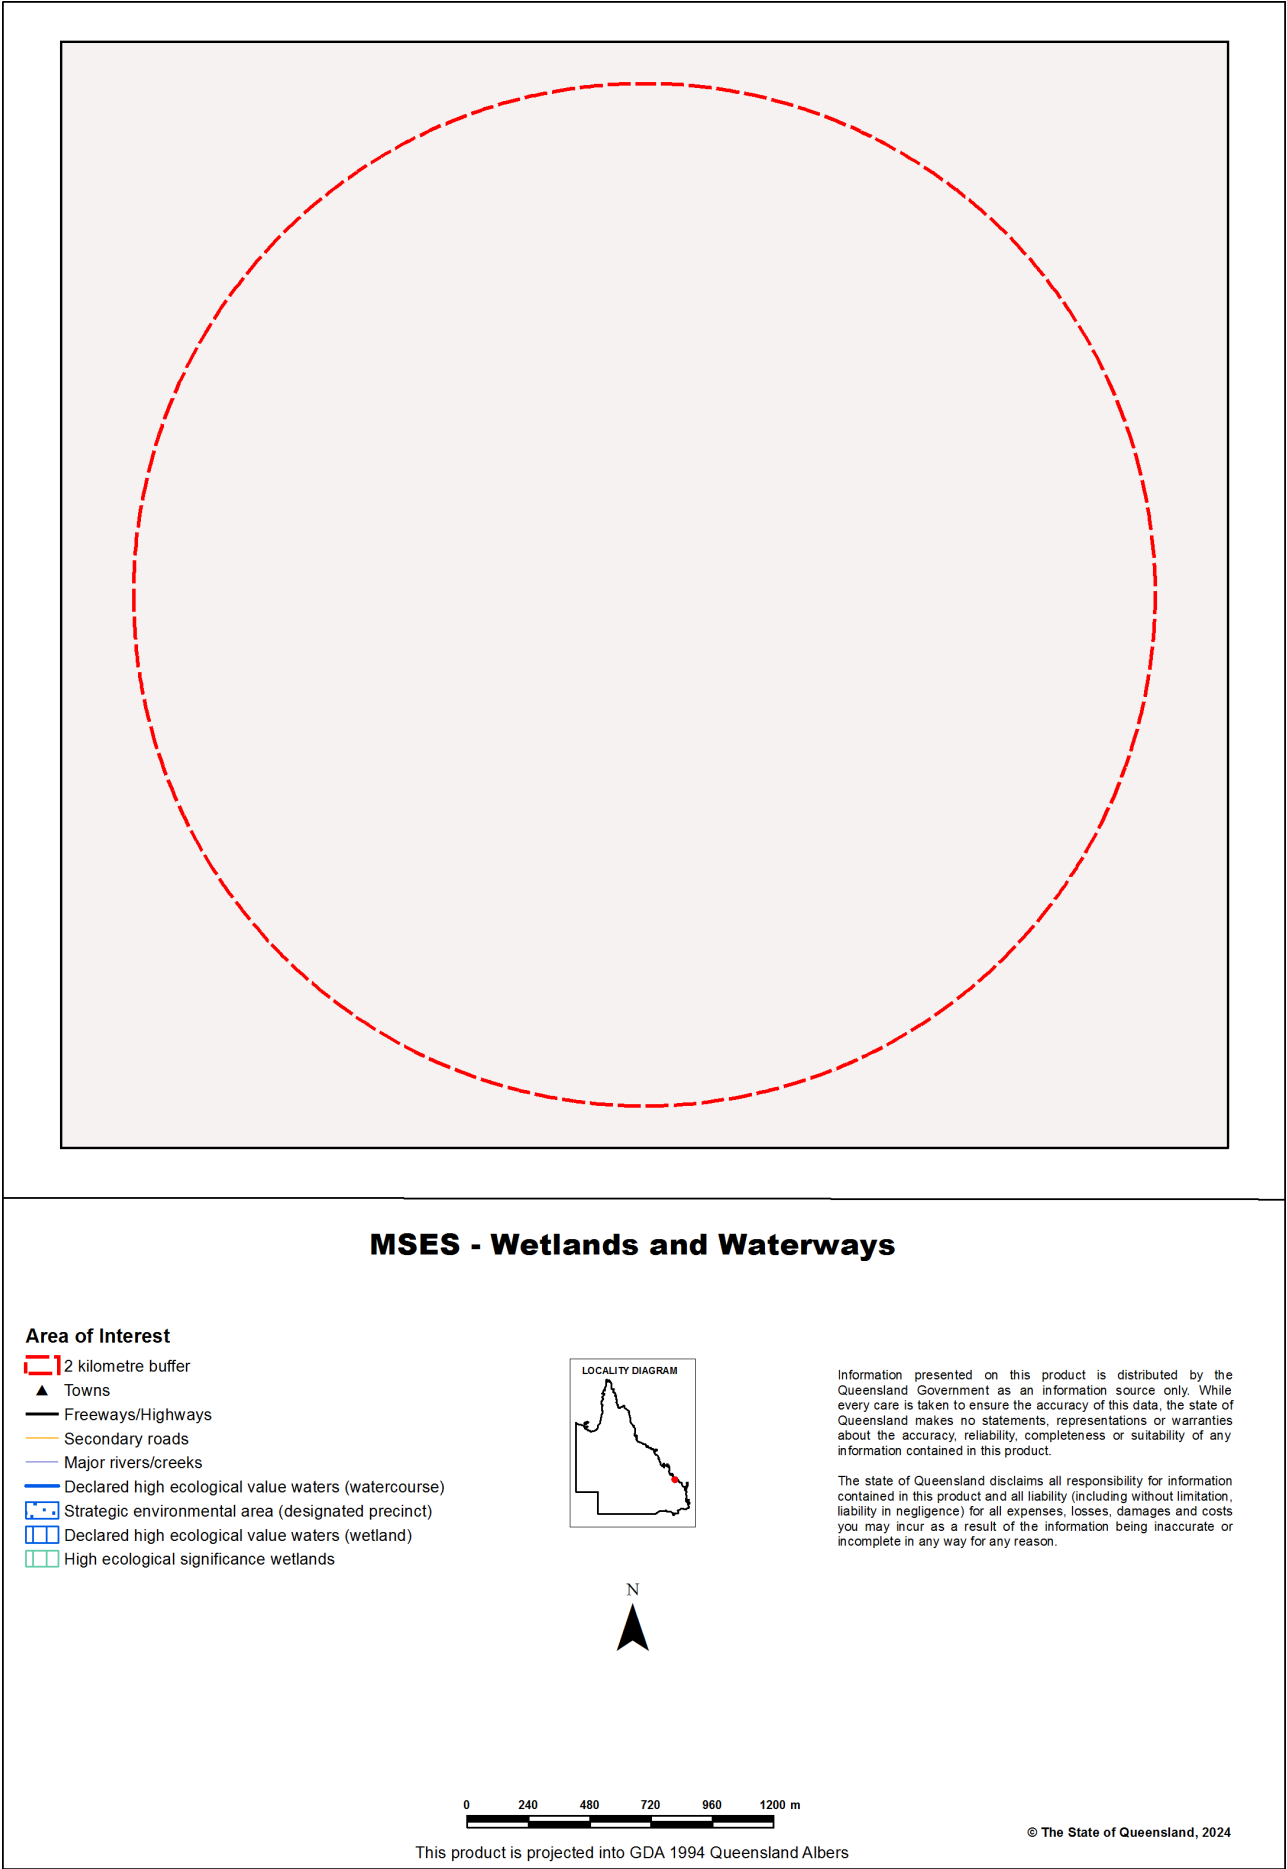 MSES - Wetlands and Waterways
Area of Interest
2 kilometre buffer
Towns
Freeways/Highways
Secondary roads
Major rivers/creeks
Declared high ecological value waters (watercourse)
Strategic environmental area (designated precinct)
Declared high ecological value waters (wetland)
High ecological significance wetlands
LOCALITY DIAGRAM
N
Information presented on this product is distributed by the
Queensland Government as an information source only. While
every care is taken to ensure the accuracy of this data, the state of
Queensland makes no statements, representations or warranties
about the accuracy, reliability, completeness or suitability of any
information contained in this product.
The state of Queensland disclaims all responsibility for information
contained in this product and all liability (including without limitation,
liability in negligence) for all expenses, losses, damages and costs
you may incur as a result of the information being inaccurate or
incomplete in any way for any reason.
0 240 480 720 960 1200 m
This product is projected into GDA 1994 Queensland Albers
© The State of Queensland, 2024